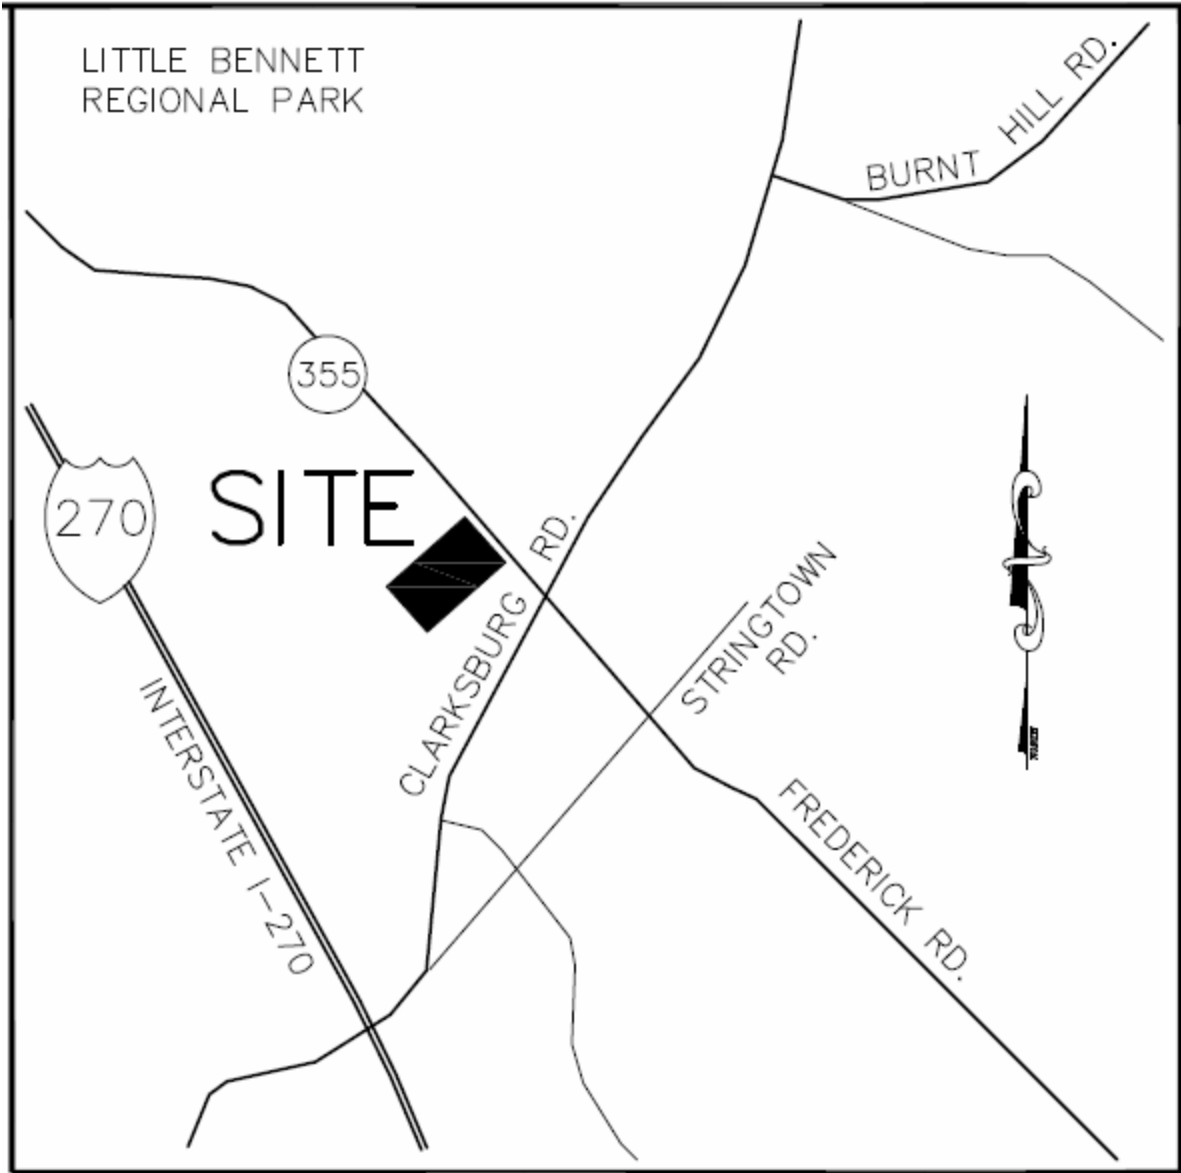 LITTLE BENNETT
REGIONAL PARK
BURNT HILL RD.
355
270
SITE
CLARKSBURG RD.
STRINGTOWN
RD.
INTERSTATE I-270
FREDERICK RD.